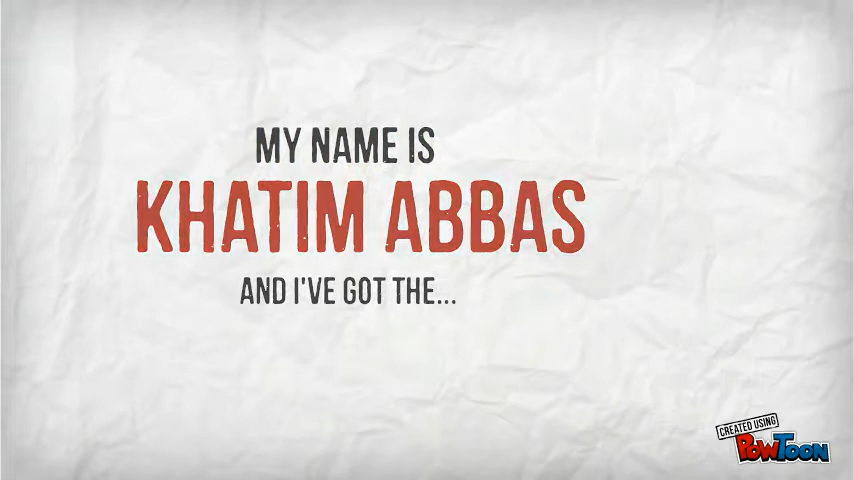 MY NAME IS
KHATIM ABBAS
AND I'VE GOT THE...
CREATED USING
POWTOON